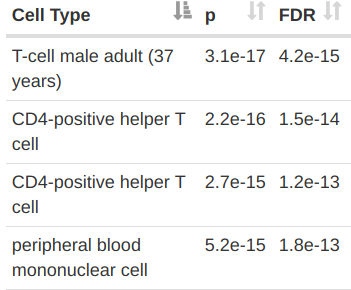 Cell Type p FDR
T-cell male adult (37 3.1e-17 4.2e-15
years)
CD4-positive helper T 2.2e-16 1.5e-14
cell
CD4-positive helper T 2.7e-15 1.2e-13
cell
peripheral blood 5.2e-15 1.8e-13
mononuclear cell